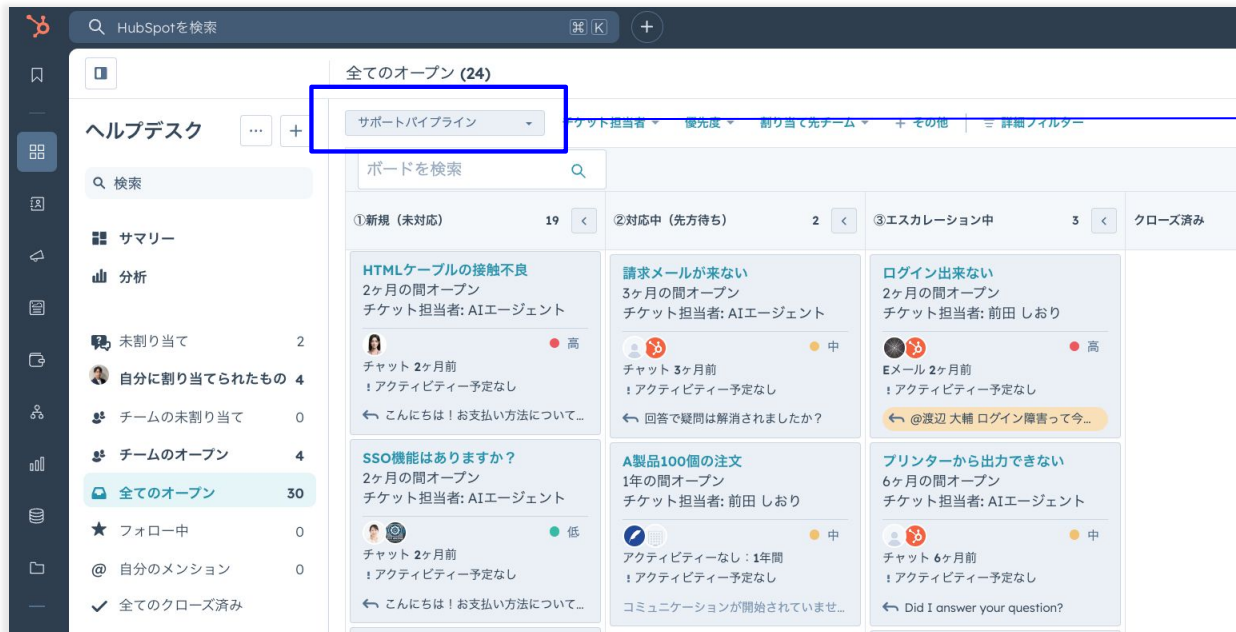 HubSpotを検索
⌘ K
+
全てのオープン (24)
ヘルプデスク
... +
検索
サマリー
分析
未割り当て 2
自分に割り当てられたもの 4
チームの未割り当て 0
チームのオープン 4
全てのオープン 30
フォロー中 0
@ 自分のメンション 0
全てのクローズ済み
サポートパイプライン
チケット担当者 優先度 割り当て先チーム + その他 詳細フィルター
ボードを検索
①新規（未対応） 19
HTMLケーブルの接触不良
2ヶ月の間オープン
チケット担当者: AIエージェント
高
チャット 2ヶ月前
! アクティビティー予定なし
こんにちは！お支払い方法について...
SSO機能はありますか？
2ヶ月の間オープン
チケット担当者: AIエージェント
低
チャット 2ヶ月前
! アクティビティー予定なし
こんにちは！お支払い方法について...
②対応中（先方待ち） 2
請求メールが来ない
3ヶ月の間オープン
チケット担当者: AIエージェント
中
チャット 3ヶ月前
! アクティビティー予定なし
回答で疑問は解消されましたか？
A製品100個の注文
1年の間オープン
チケット担当者: 前田 しおり
中
アクティビティーなし：1年間
! アクティビティー予定なし
コミュニケーションが開始されていませ...
③エスカレーション中 3
ログイン出来ない
2ヶ月の間オープン
チケット担当者: 前田 しおり
高
Eメール 2ヶ月前
! アクティビティー予定なし
@渡辺 大輔 ログイン障害って今...
プリンターから出力できない
6ヶ月の間オープン
チケット担当者: AIエージェント
中
チャット 6ヶ月前
! アクティビティー予定なし
Did I answer your question?
クローズ済み